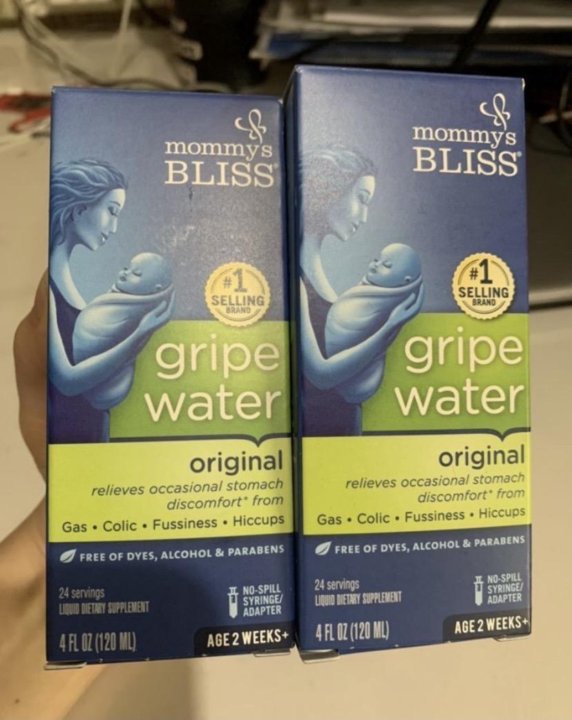 mommy's
BLISS®
#1
SELLING
BRAND
gripe
water
original
relieves occasional stomach
discomfort* from
Gas • Colic • Fussiness • Hiccups
FREE OF DYES, ALCOHOL & PARABENS
24 servings
LIQUID DIETARY SUPPLEMENT
NO-SPILL
SYRINGE/
ADAPTER
4 FL OZ (120 ML)
AGE 2 WEEKS+
mommy's
BLISS®
#1
SELLING
BRAND
gripe
water
original
relieves occasional stomach
discomfort* from
Gas • Colic • Fussiness • Hiccups
FREE OF DYES, ALCOHOL & PARABENS
24 servings
LIQUID DIETARY SUPPLEMENT
NO-SPILL
SYRINGE/
ADAPTER
4 FL OZ (120 ML)
AGE 2 WEEKS+